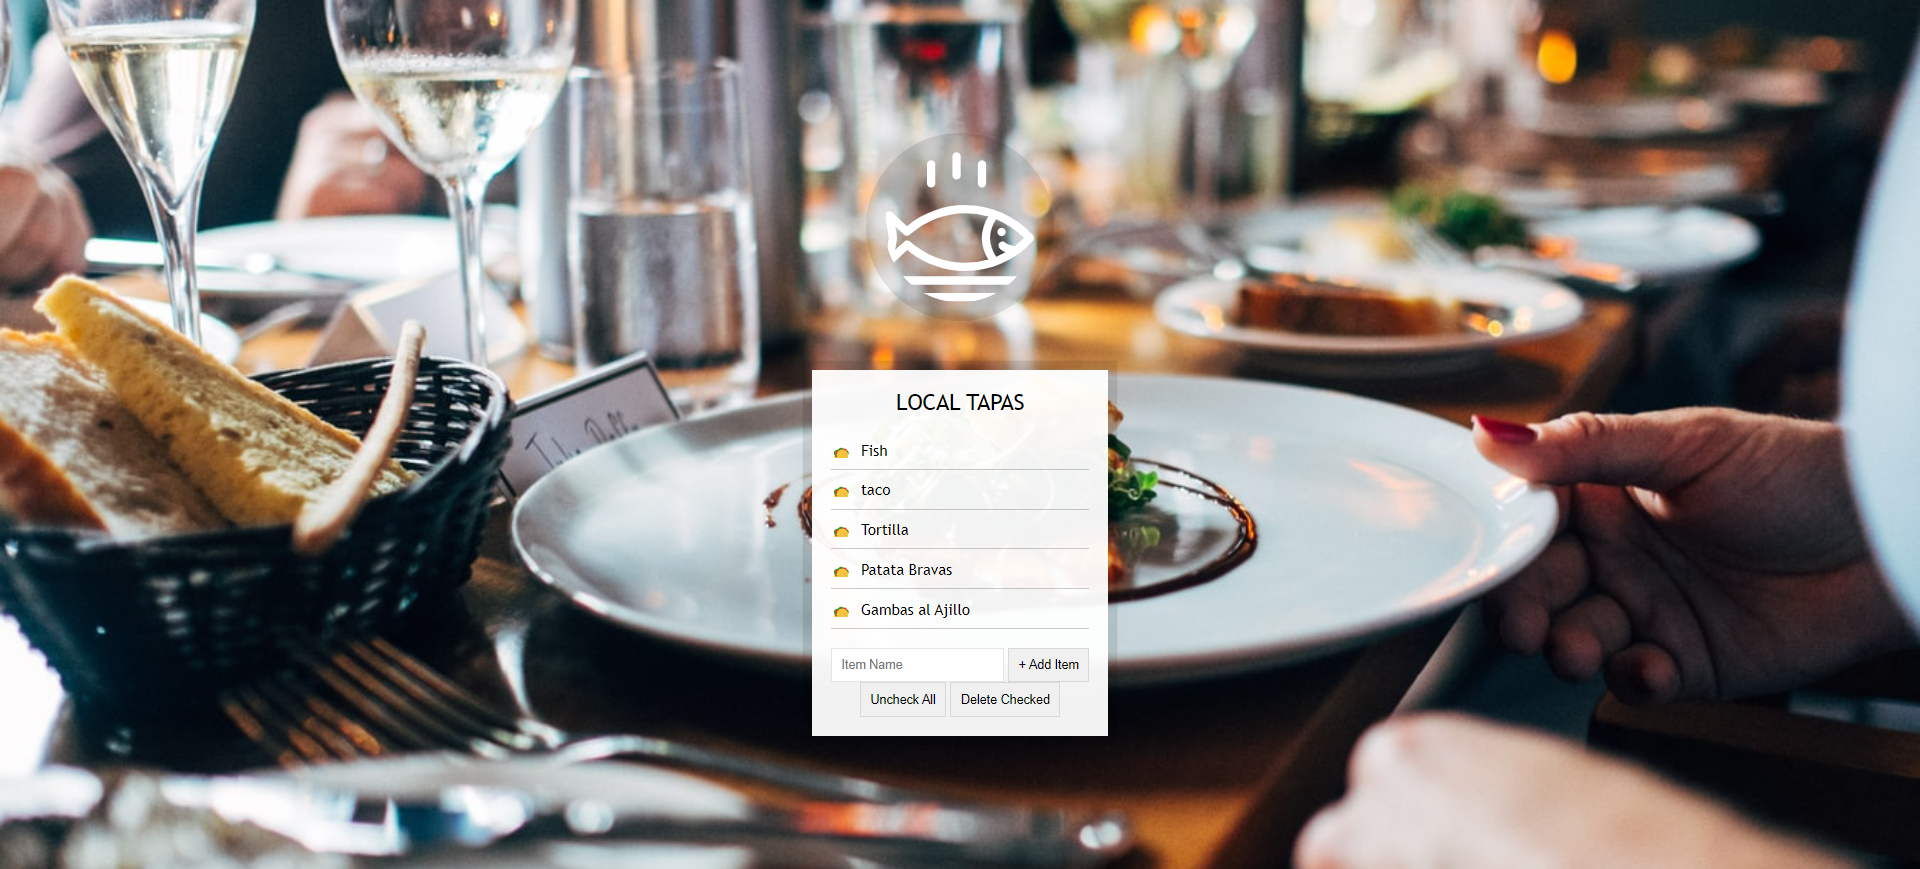 LOCAL TAPAS
Fish
taco
Tortilla
Patata Bravas
Gambas al Ajillo
Item Name
+ Add Item
Uncheck All
Delete Checked